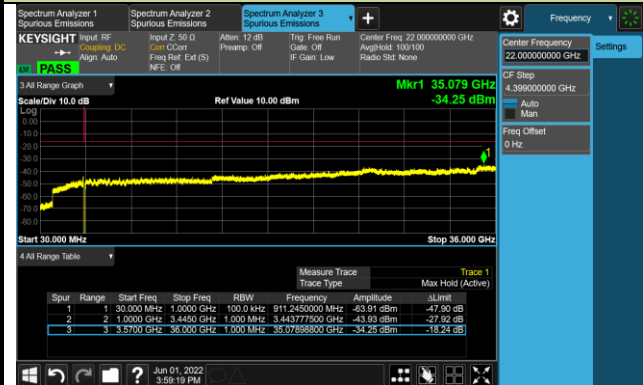 Spectrum Analyzer 1
Spurious Emissions
Spectrum Analyzer 2
Spurious Emissions
Spectrum Analyzer 3
Spurious Emissions
Frequency
KEYSIGHT
Input: RF
Coupling: DC
Align: Auto
Input Z: 50 Ω
Corr CCorr
Freq Ref: Ext (S)
NFE: Off
Atten: 12 dB
Preamp: Off
Trig: Free Run
Gate: Off
IF Gain: Low
Center Freq: 22.000000000 GHz
Avg|Hold: 100/100
Radio Std: None
PASS
Center Frequency
22.000000000 GHz
Settings
CF Step
4.399000000 GHz
Auto
Man
Freq Offset
0 Hz
3 All Range Graph
Mkr1 35.079 GHz
Scale/Div 10.0 dB
Ref Value 10.00 dBm
-34.25 dBm
Log
0.00
-10.0
-20.0
-30.0
-40.0
-50.0
-60.0
-70.0
-80.0
1
Start 30.000 MHz
Stop 36.000 GHz
4 All Range Table
Measure Trace Trace 1
Trace Type Max Hold (Active)
Spur Range Start Freq Stop Freq RBW Frequency Amplitude ΔLimit
1 1 30.000 MHz 1.0000 GHz 100.0 kHz 911.2450000 MHz -63.91 dBm -47.90 dB
2 2 1.0000 GHz 3.4450 GHz 1.000 MHz 3.443777500 GHz -43.93 dBm -27.92 dB
3 3 3.5700 GHz 36.000 GHz 1.000 MHz 35.07898800 GHz -34.25 dBm -18.24 dB
Jun 01, 2022
3:59:19 PM